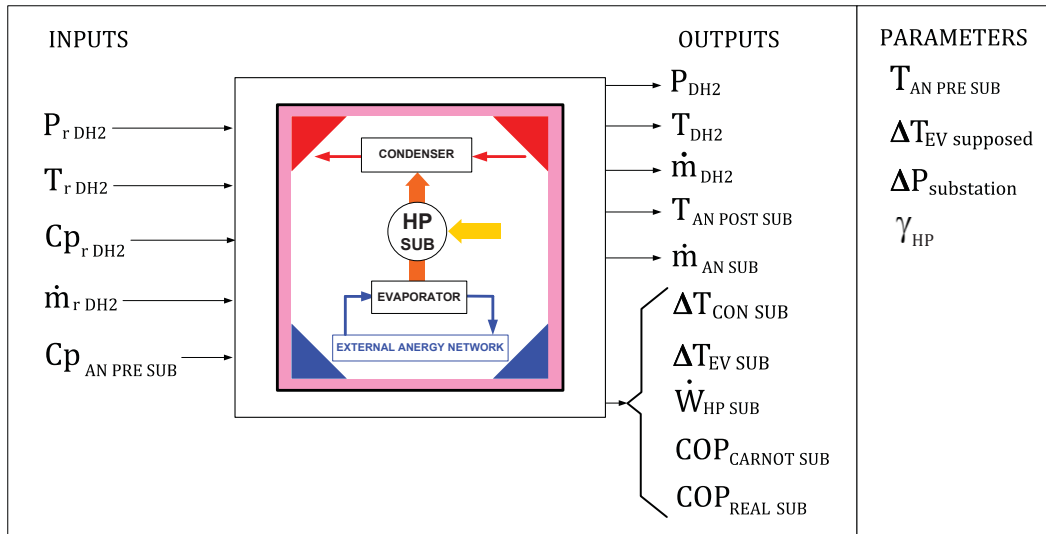 INPUTS
P r DH2
T r DH2
Cp r DH2
ṁ r DH2
Cp AN PRE SUB
CONDENSER
HP
SUB
EVAPORATOR
EXTERNAL ANERGY NETWORK
OUTPUTS
P DH2
T DH2
ṁ DH2
T AN POST SUB
ṁ AN SUB
ΔT CON SUB
ΔT EV SUB
Ẇ HP SUB
COP CARNOT SUB
COP REAL SUB
PARAMETERS
T AN PRE SUB
ΔT EV supposed
ΔP substation
γ HP